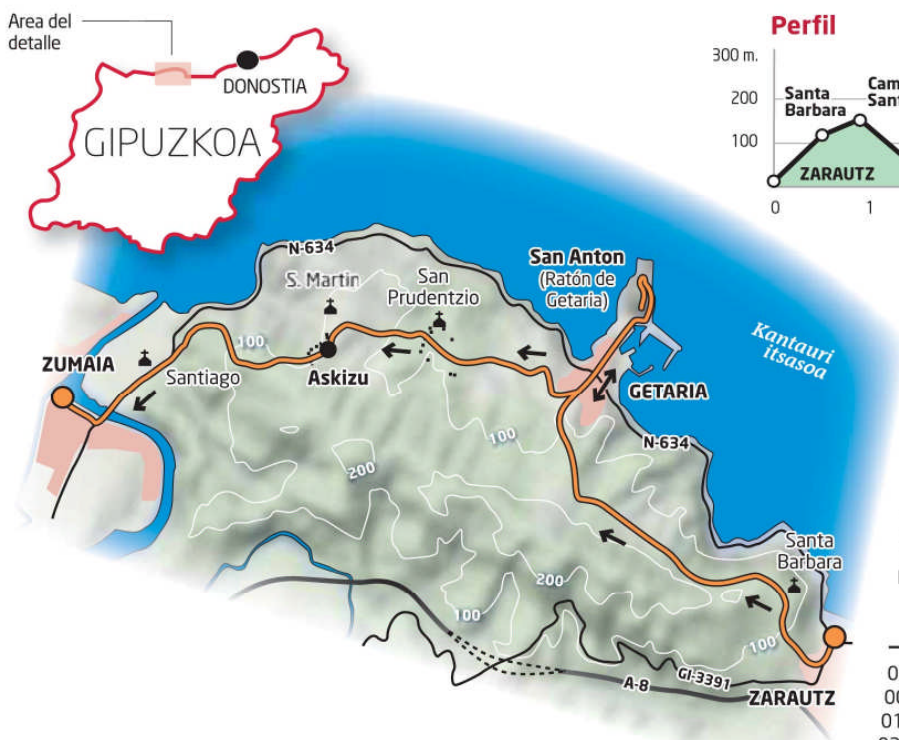 Area del
detalle
DONOSTIA
GIPUZKOA
Perfil
300 m.
200
100
Santa
Barbara
ZARAUTZ
0
1
N-634
S. Martin
San
Prudentzio
San Anton
(Ratón de
Getaria)
Kantauri
itsasoa
ZUMAIA
Santiago
100
Askizu
GETARIA
N-634
100
200
Santa
Barbara
200
100
100
GI-3391
A-8
ZARAUTZ